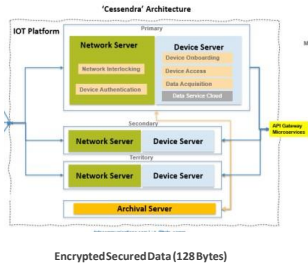 'Cessendra' Architecture
Primary
IOT Platform
Network Server
Device Server
Device Onboarding
Network Interlocking
Device Access
Data Acquisition
Device Authentication
Data Service Cloud
API Gateway
Microservices
Secondary
Network Server
Device Server
Territory
Network Server
Device Server
Archival Server
Encrypted Secured Data (128 Bytes)